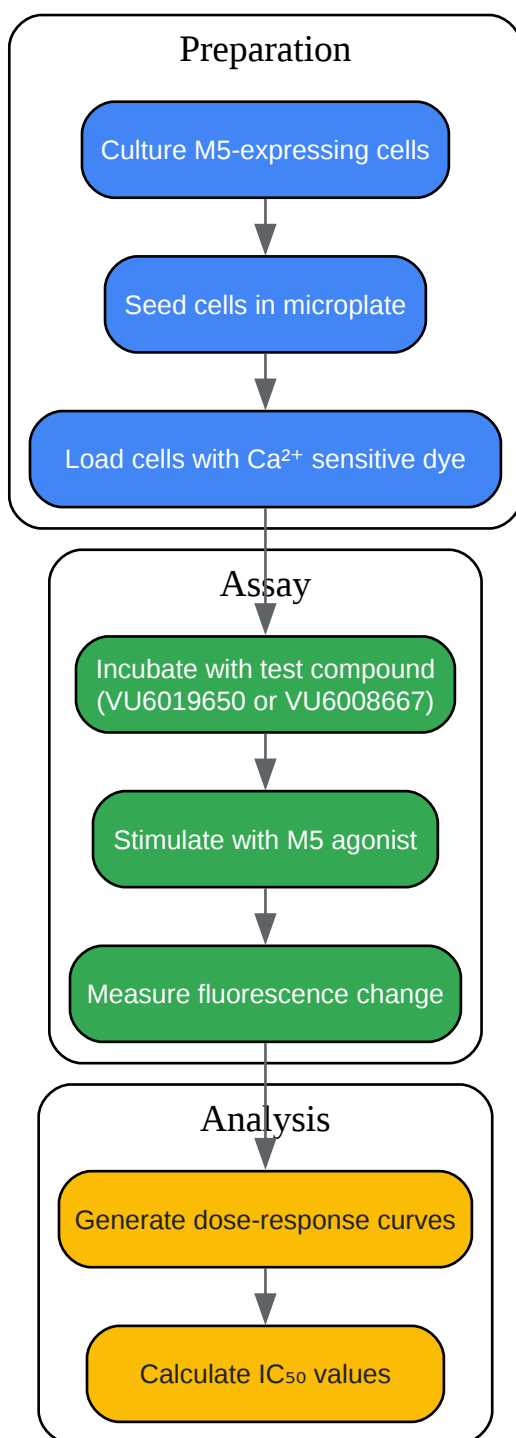 Preparation
Culture M5-expressing cells
Seed cells in microplate
Load cells with Ca²⁺ sensitive dye
Assay
Incubate with test compound
(VU6019650 or VU6008667)
Stimulate with M5 agonist
Measure fluorescence change
Analysis
Generate dose-response curves
Calculate IC₅₀ values